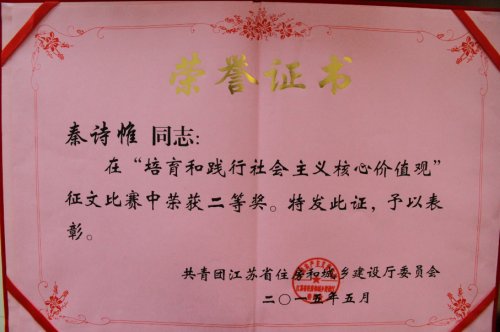 荣誉证书
秦诗惟 同志:
在“培育和践行社会主义核心价值观”
征文比赛中荣获二等奖。特发此证，予以表
彰。
共青团江苏省住房和城乡建设厅委员会
二〇一五年五月